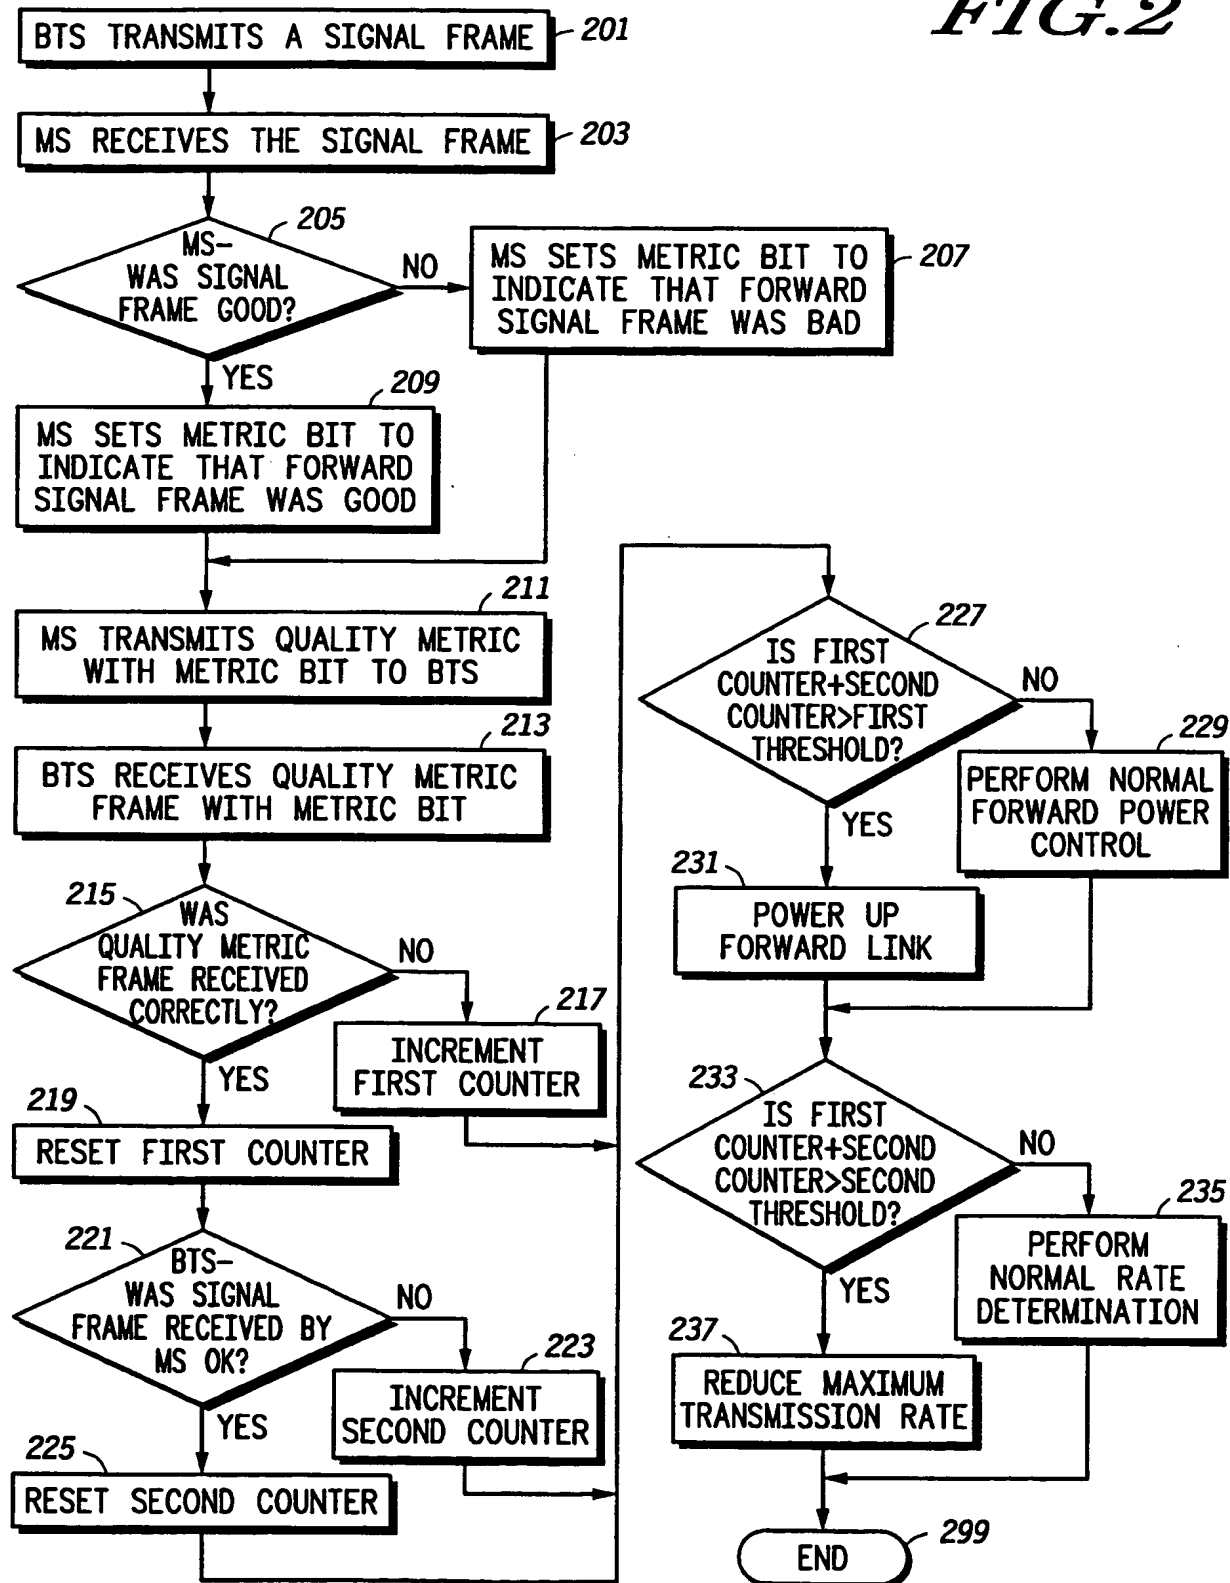 FIG.2
BTS TRANSMITS A SIGNAL FRAME
201
MS RECEIVES THE SIGNAL FRAME
203
205
MS-
WAS SIGNAL
FRAME GOOD?
NO
MS SETS METRIC BIT TO
INDICATE THAT FORWARD
SIGNAL FRAME WAS BAD
207
YES
209
MS SETS METRIC BIT TO
INDICATE THAT FORWARD
SIGNAL FRAME WAS GOOD
211
MS TRANSMITS QUALITY METRIC
WITH METRIC BIT TO BTS
213
BTS RECEIVES QUALITY METRIC
FRAME WITH METRIC BIT
215
WAS
QUALITY METRIC
FRAME RECEIVED
CORRECTLY?
NO
217
INCREMENT
FIRST COUNTER
YES
219
RESET FIRST COUNTER
221
BTS-
WAS SIGNAL
FRAME RECEIVED BY
MS OK?
NO
223
INCREMENT
SECOND COUNTER
YES
225
RESET SECOND COUNTER
227
IS FIRST
COUNTER+SECOND
COUNTER>FIRST
THRESHOLD?
NO
229
PERFORM NORMAL
FORWARD POWER
CONTROL
YES
231
POWER UP
FORWARD LINK
233
IS FIRST
COUNTER+SECOND
COUNTER>SECOND
THRESHOLD?
NO
235
PERFORM
NORMAL RATE
DETERMINATION
YES
237
REDUCE MAXIMUM
TRANSMISSION RATE
END
299